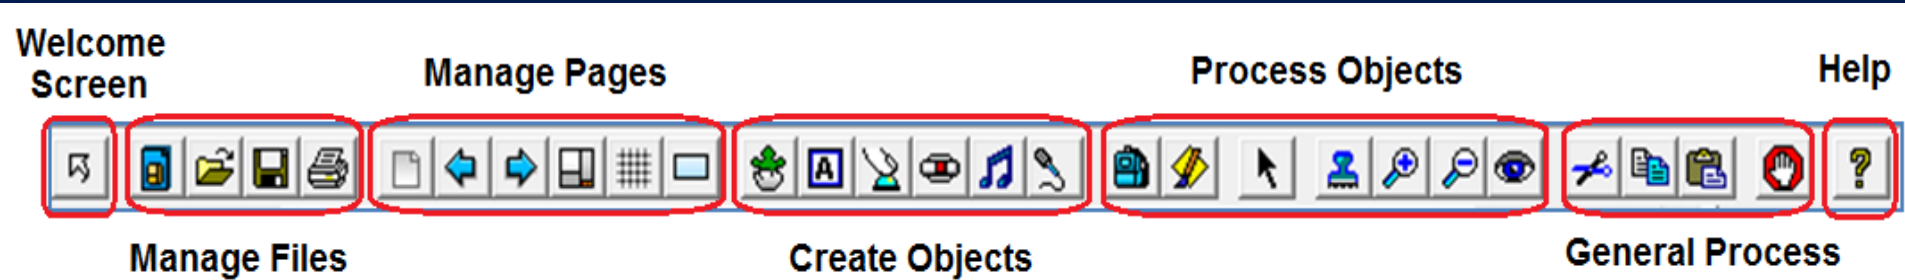 Welcome
Screen
Manage Pages
Process Objects
Help
A
?
Manage Files
Create Objects
General Process